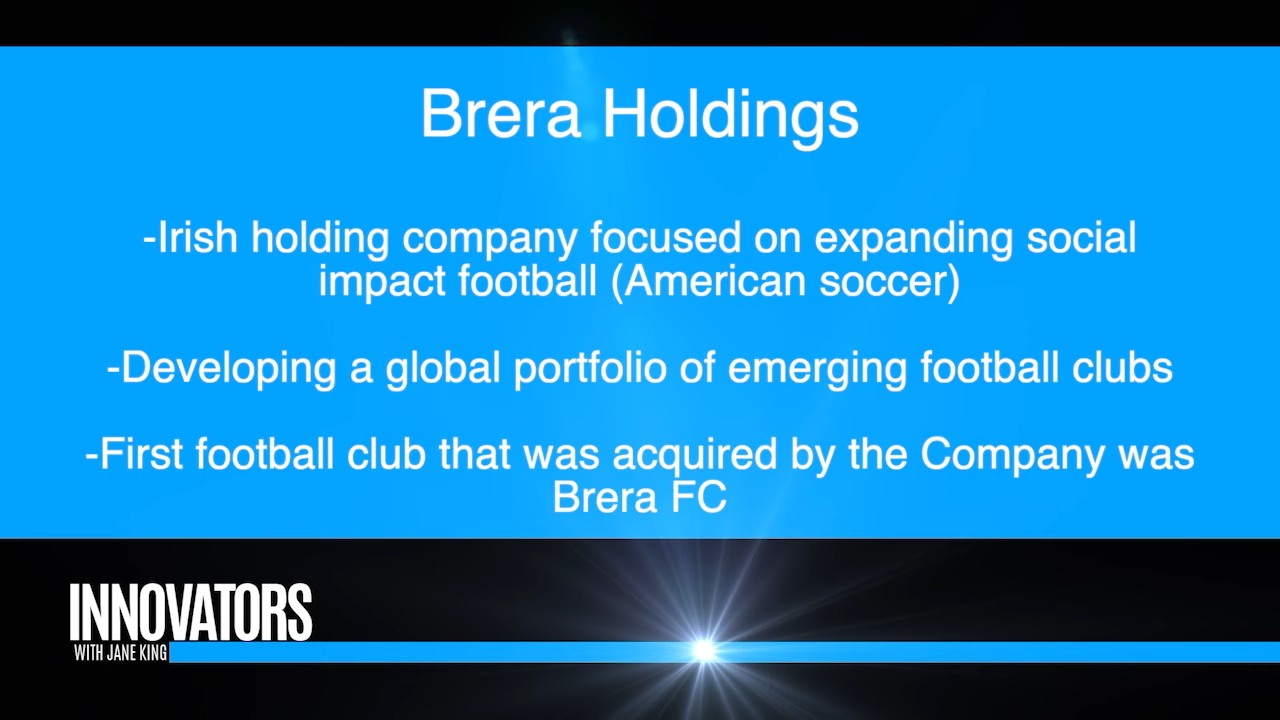 Brera Holdings
-Irish holding company focused on expanding social
impact football (American soccer)
-Developing a global portfolio of emerging football clubs
-First football club that was acquired by the Company was
Brera FC
INNOVATORS
WITH JANE KING